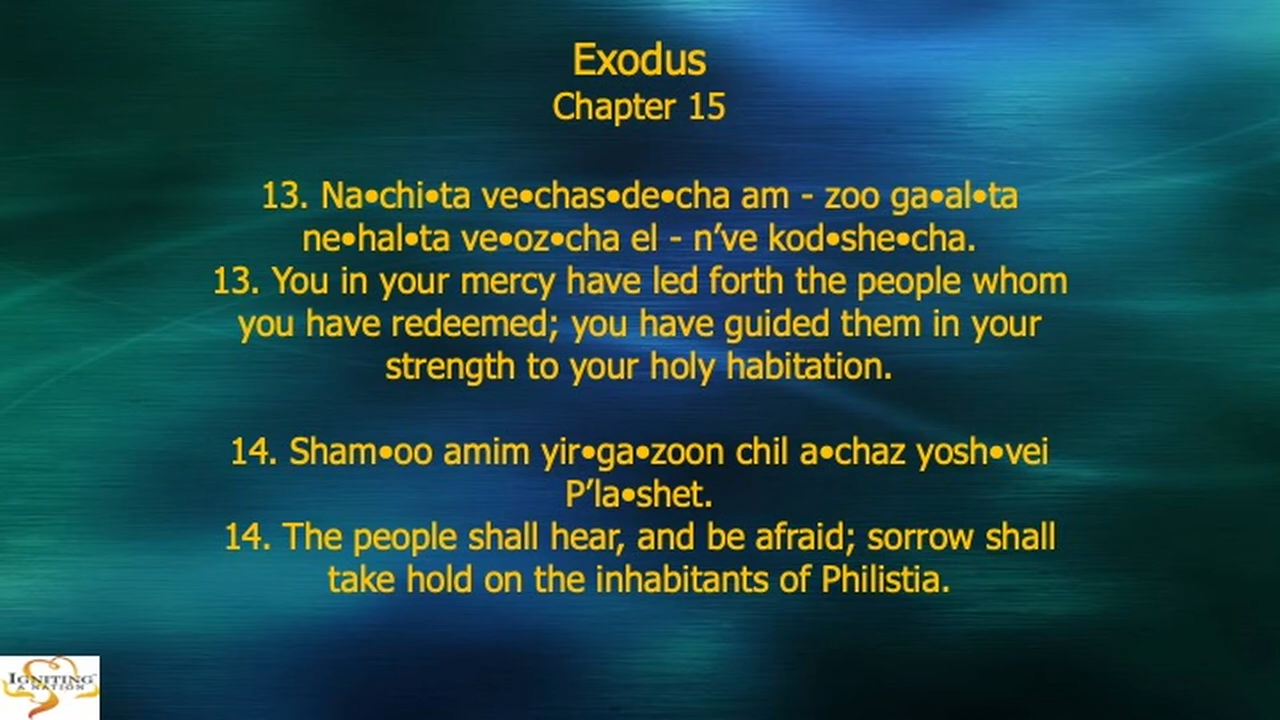 Exodus
Chapter 15
13. Na•chi•ta ve•chas•de•cha am - zoo ga•al•ta
ne•hal•ta ve•oz•cha el - n’ve kod•she•cha.
13. You in your mercy have led forth the people whom
you have redeemed; you have guided them in your
strength to your holy habitation.
14. Sham•oo amim yir•ga•zoon chil a•chaz yosh•vei
P’la•shet.
14. The people shall hear, and be afraid; sorrow shall
take hold on the inhabitants of Philistia.
IGNITING
A NATION